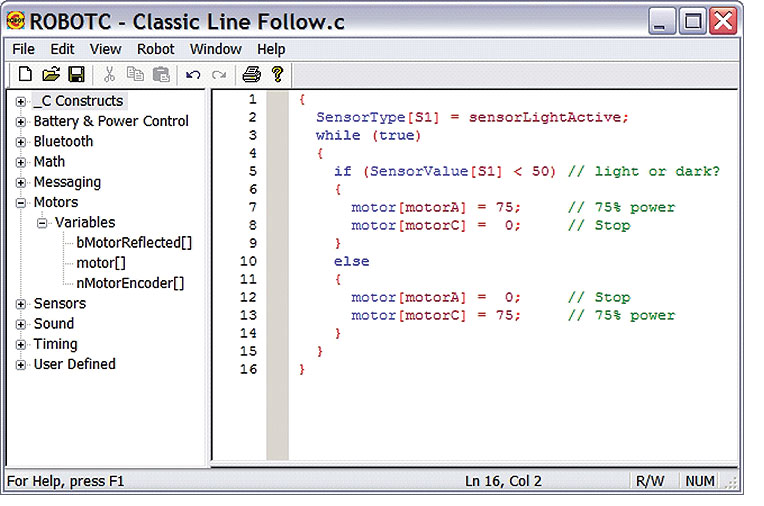 ROBOTC - Classic Line Follow.c
File Edit View Robot Window Help
_C Constructs
Battery & Power Control
Bluetooth
Math
Messaging
Motors
Variables
bMotorReflected[]
motor[]
nMotorEncoder[]
Sensors
Sound
Timing
User Defined
1 {
2 SensorType[S1] = sensorLightActive;
3 while (true)
4 {
5 if (SensorValue[S1] < 50) // light or dark?
6 {
7 motor[motorA] = 75; // 75% power
8 motor[motorC] = 0; // Stop
9 }
10 else
11 {
12 motor[motorA] = 0; // Stop
13 motor[motorC] = 75; // 75% power
14 }
15 }
16 }
For Help, press F1 Ln 16, Col 2 R/W NUM